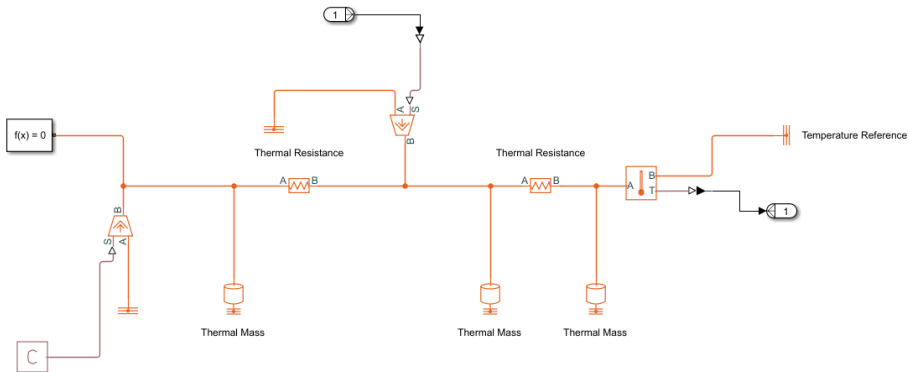 1
A
S
B
f(x) = 0
Thermal Resistance
Thermal Resistance
Temperature Reference
A
B
A
B
A
B
T
1
B
S
A
Thermal Mass
Thermal Mass
Thermal Mass
C